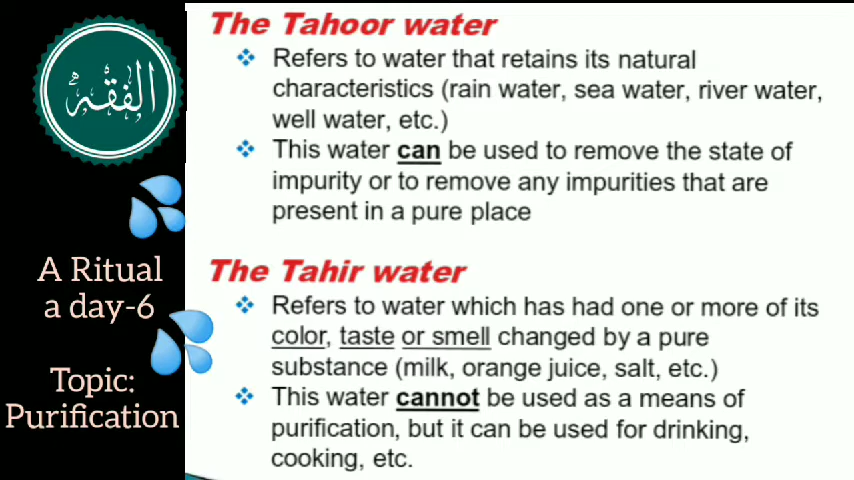 الفقه
A Ritual
a day-6
Topic:
Purification
The Tahoor water
Refers to water that retains its natural
characteristics (rain water, sea water, river water,
well water, etc.)
This water can be used to remove the state of
impurity or to remove any impurities that are
present in a pure place
The Tahir water
Refers to water which has had one or more of its
color, taste or smell changed by a pure
substance (milk, orange juice, salt, etc.)
This water cannot be used as a means of
purification, but it can be used for drinking,
cooking, etc.